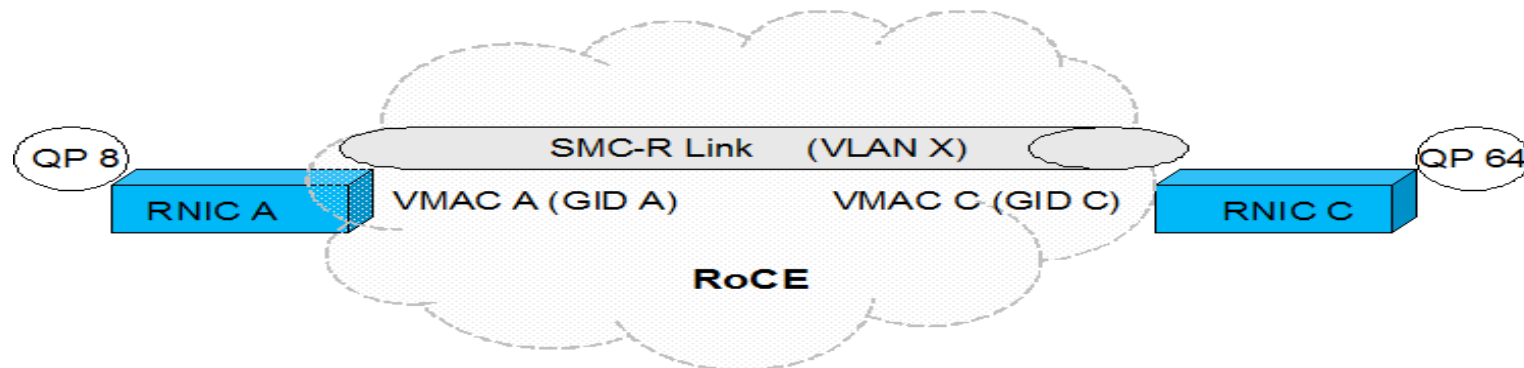 SMC-R Link (VLAN X)
QP 8
QP 64
RNIC A
VMAC A (GID A)
VMAC C (GID C)
RNIC C
RoCE